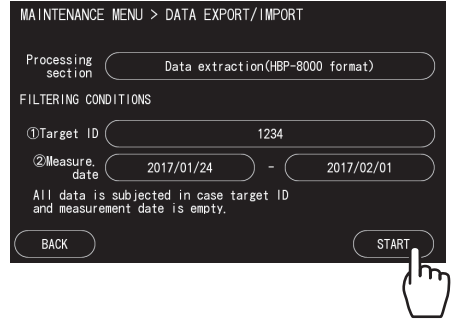 MAINTENANCE MENU > DATA EXPORT/IMPORT
Processing
section
Data extraction(HBP-8000 format)
FILTERING CONDITIONS
①Target ID
1234
②Measure.
date
2017/01/24 - 2017/02/01
All data is subjected in case target ID
and measurement date is empty.
BACK
START